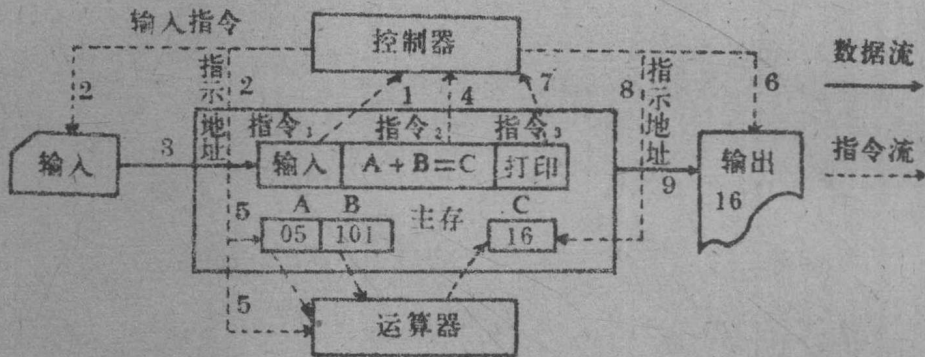 输入指令
控制器
数据流
指示地址
2
2
1
4
7
8
指示地址
6
指令₁
指令₂
指令₃
输入
3
输入
A+B=C
打印
9
输出
16
指令流
A
B
主存
C
5
05
101
16
5
运算器